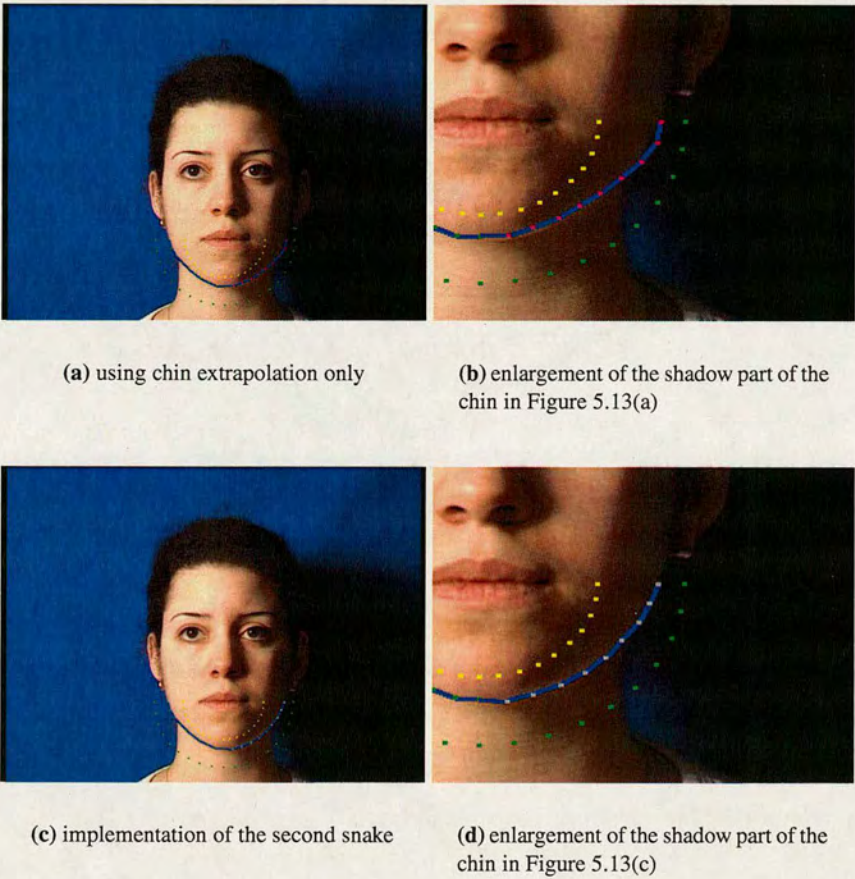 (a) using chin extrapolation only
(b) enlargement of the shadow part of the
chin in Figure 5.13(a)
(c) implementation of the second snake
(d) enlargement of the shadow part of the
chin in Figure 5.13(c)